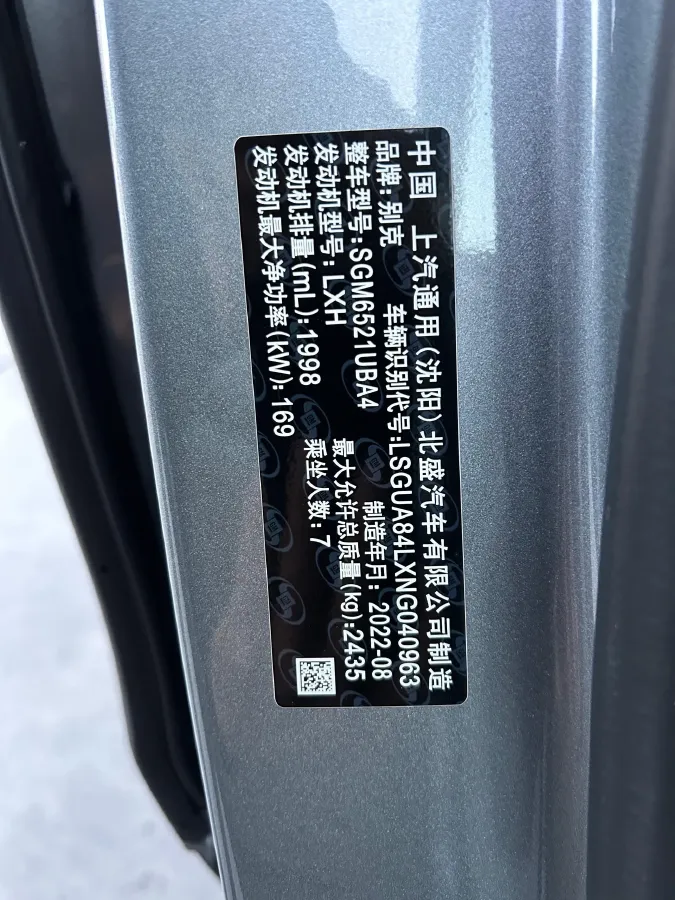 中国 上汽通用(沈阳)北盛汽车有限公司制造
品牌:别克 车辆识别代号:LSGUA84LXNG040963
整车型号:SGM6521UBA4 制造年月:2022-08
发动机型号:LXH 最大允许总质量(kg):2435
发动机排量(mL):1998 乘坐人数:7
发动机最大净功率(kW):169